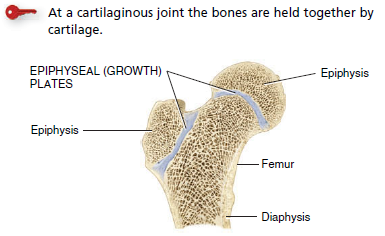 At a cartilaginous joint the bones are held together by
cartilage.
EPIPHYSEAL (GROWTH)
PLATES
Epiphysis
Epiphysis
Femur
Diaphysis